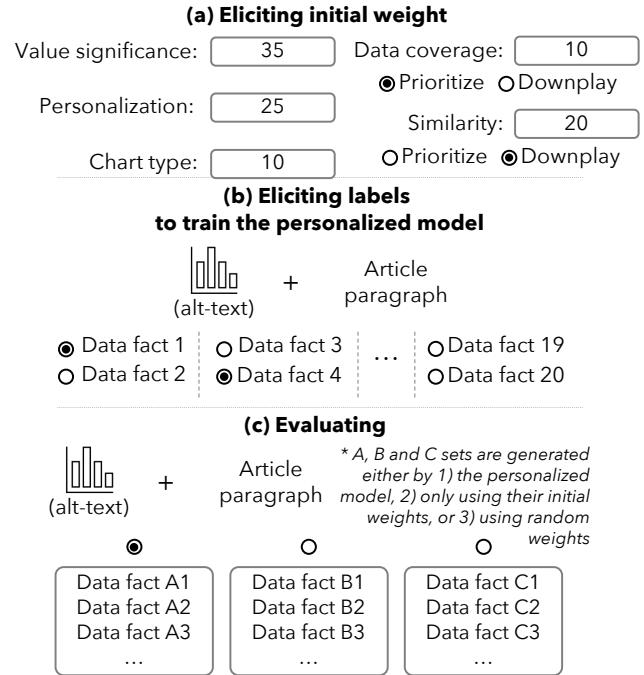 (a) Eliciting initial weight
Value significance: 35
Data coverage: 10
Prioritize Downplay
Personalization: 25
Similarity: 20
Prioritize Downplay
Chart type: 10
(b) Eliciting labels
to train the personalized model
(alt-text)
+
Article
paragraph
Data fact 1
Data fact 2
Data fact 3
Data fact 4
...
Data fact 19
Data fact 20
(c) Evaluating
(alt-text)
+
Article
paragraph
* A, B and C sets are generated
either by 1) the personalized
model, 2) only using their initial
weights, or 3) using random
weights
Data fact A1
Data fact A2
Data fact A3
...
Data fact B1
Data fact B2
Data fact B3
...
Data fact C1
Data fact C2
Data fact C3
...